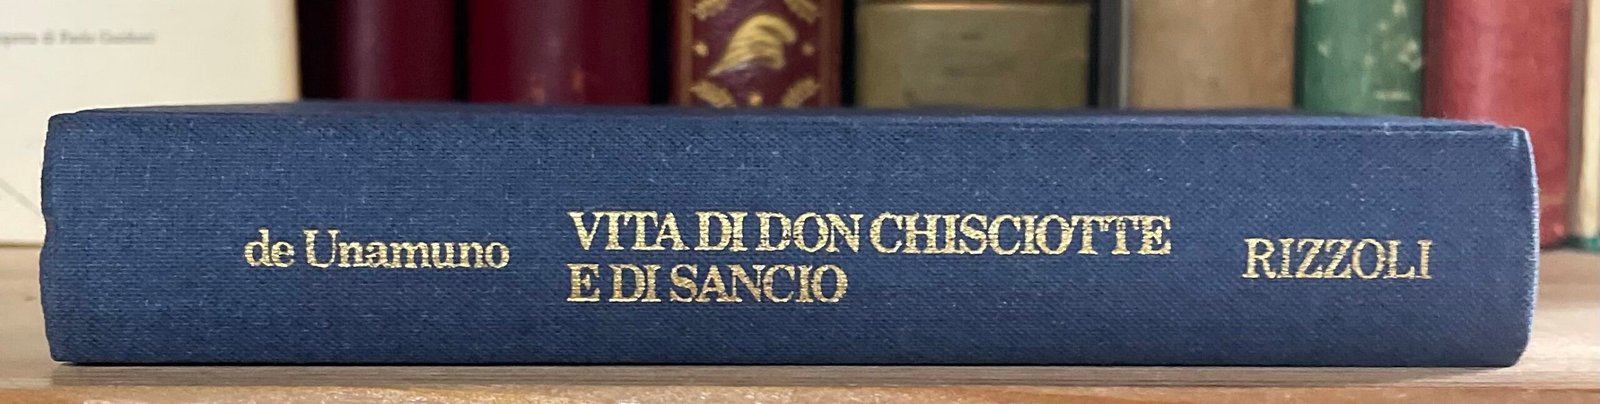 de Unamuno
VITA DI DON CHISCIOTTE
E DI SANCIO
RIZZOLI